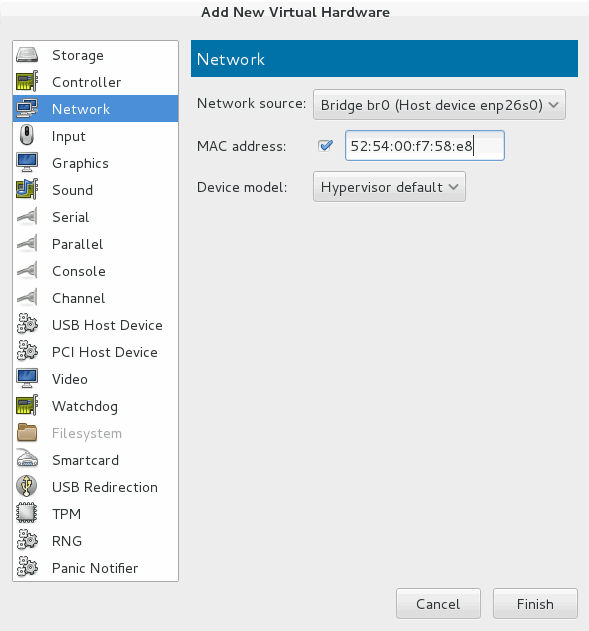 Add New Virtual Hardware
Storage
Controller
Network
Input
Graphics
Sound
Serial
Parallel
Console
Channel
USB Host Device
PCI Host Device
Video
Watchdog
Filesystem
Smartcard
USB Redirection
TPM
RNG
Panic Notifier
Network
Network source: Bridge br0 (Host device enp26s0)
MAC address: 52:54:00:f7:58:e8
Device model: Hypervisor default
Cancel Finish